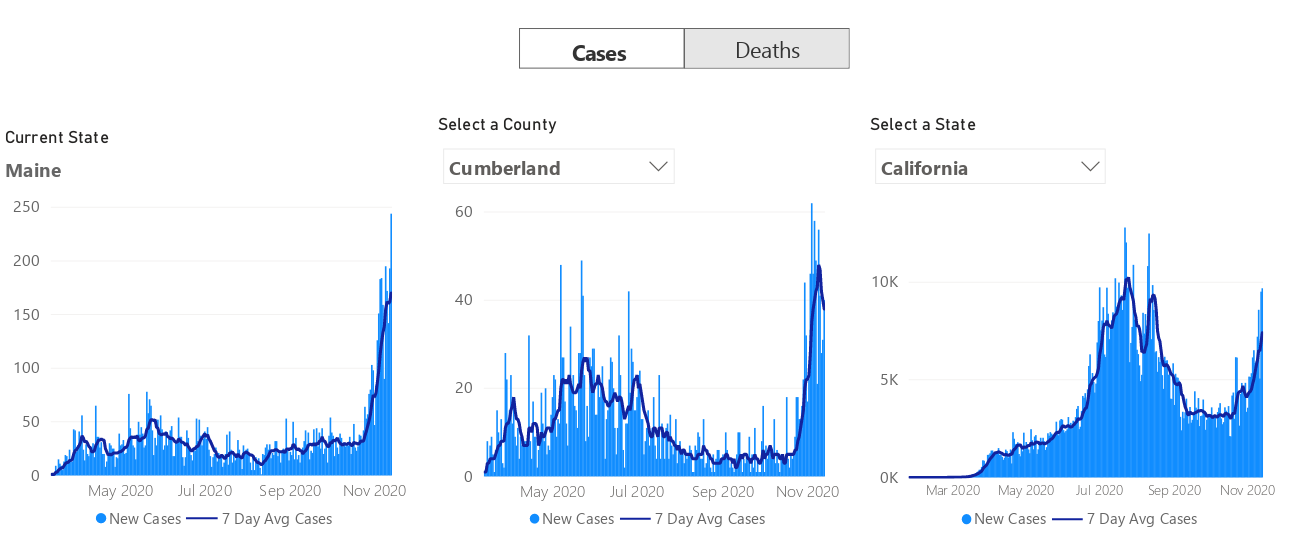 Cases Deaths
Current State
Maine
250
200
150
100
50
0
May 2020 Jul 2020 Sep 2020 Nov 2020
New Cases 7 Day Avg Cases
Select a County
Cumberland
60
40
20
0
May 2020 Jul 2020 Sep 2020 Nov 2020
New Cases 7 Day Avg Cases
Select a State
California
10K
5K
0K
Mar 2020 May 2020 Jul 2020 Sep 2020 Nov 2020
New Cases 7 Day Avg Cases